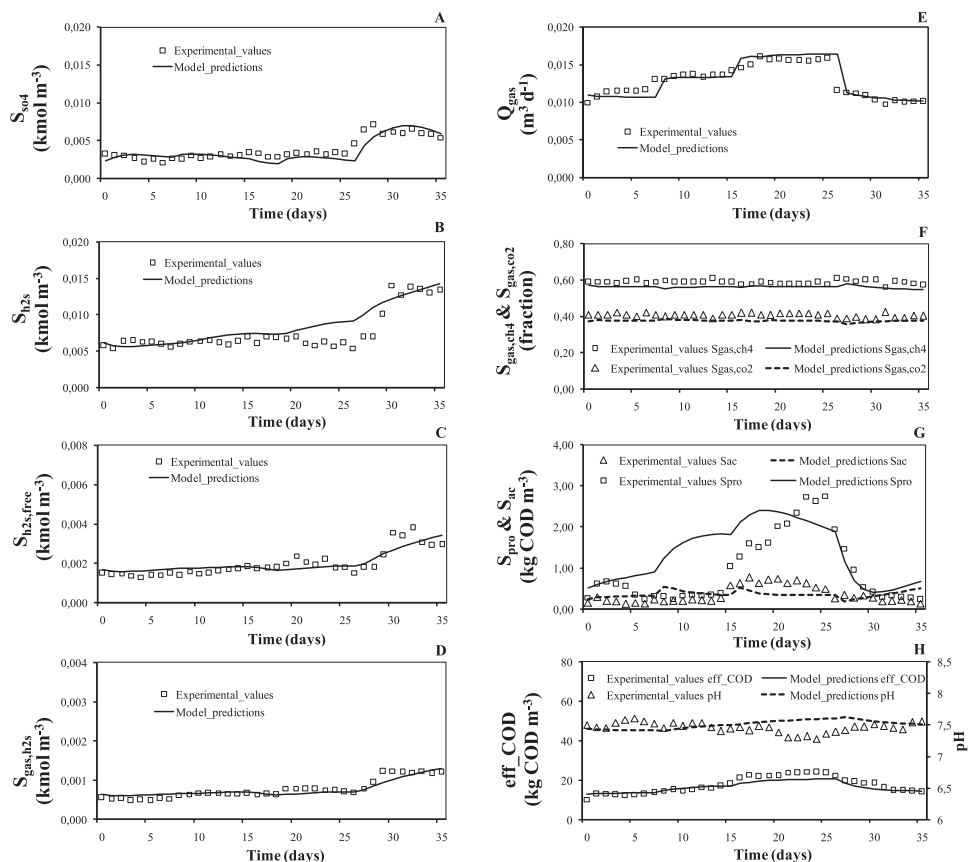 A
S_so4
(kmol m-3)
0,020
0,015
0,010
0,005
0,000
Experimental_values
Model_predictions
0 5 10 15 20 25 30 35
Time (days)
B
S_h2s
(kmol m-3)
0,020
0,015
0,010
0,005
0,000
Experimental_values
Model_predictions
0 5 10 15 20 25 30 35
Time (days)
C
S_h2s,free
(kmol m-3)
0,008
0,006
0,004
0,002
0,000
Experimental_values
Model_predictions
0 5 10 15 20 25 30 35
Time (days)
D
S_gas,h2s
(kmol m-3)
0,004
0,003
0,002
0,001
0,000
Experimental_values
Model_predictions
0 5 10 15 20 25 30 35
Time (days)
E
Q_gas
(m3 d-1)
0,020
0,015
0,010
0,005
0,000
Experimental_values
Model_predictions
0 5 10 15 20 25 30 35
Time (days)
F
S_gas,ch4 & S_gas,co2
(fraction)
0,80
0,60
0,40
0,20
0,00
Experimental_values Sgas,ch4
Model_predictions Sgas,ch4
Experimental_values Sgas,co2
Model_predictions Sgas,co2
0 5 10 15 20 25 30 35
Time (days)
G
S_pro & S_ac
(kg COD m-3)
4,00
3,00
2,00
1,00
0,00
Experimental_values Sac
Model_predictions Sac
Experimental_values Spro
Model_predictions Spro
0 5 10 15 20 25 30 35
Time (days)
H
eff_COD
(kg COD m-3)
80
60
40
20
0
Experimental_values eff_COD
Model_predictions eff_COD
Experimental_values pH
Model_predictions pH
8,5
8
7,5
7
6,5
6
pH
0 5 10 15 20 25 30 35
Time (days)